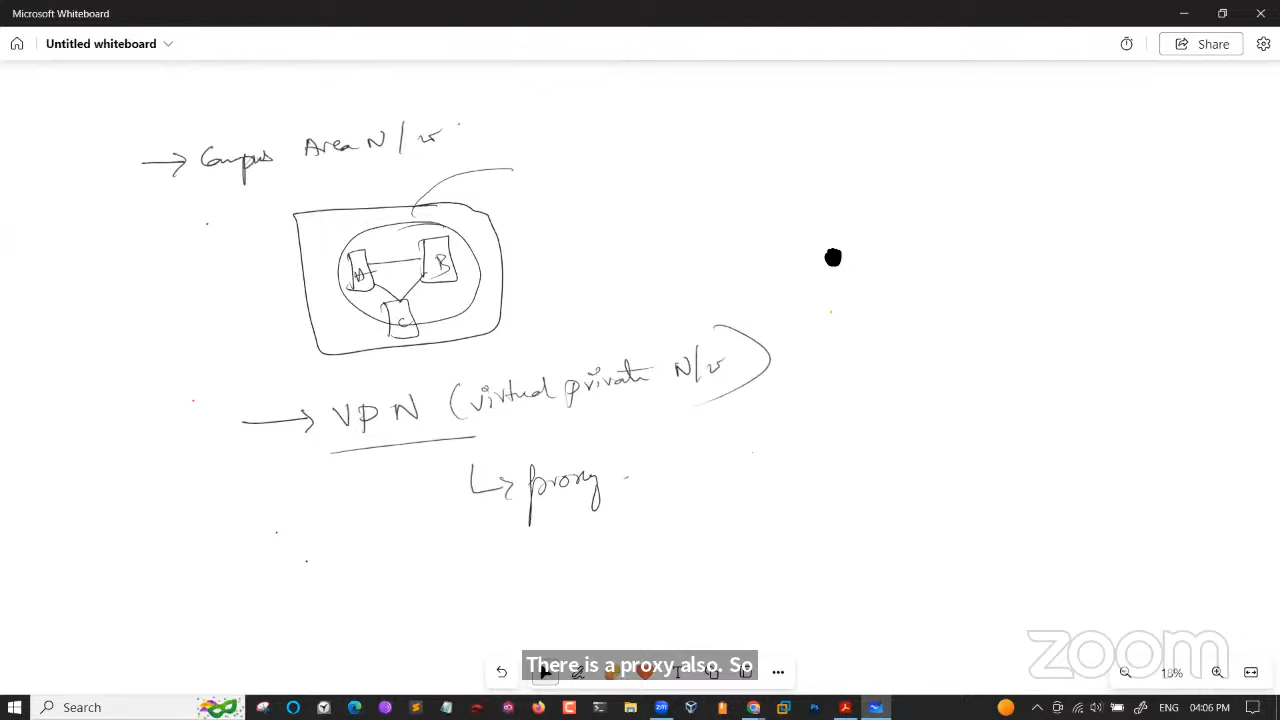 Microsoft Whiteboard
Untitled whiteboard
Share
→ Campus Area N/w
A
B
C
→ VPN (virtual private N/w)
↳ proxy
zoom
There is a proxy also. So
18%
Search
ENG
04:06 PM